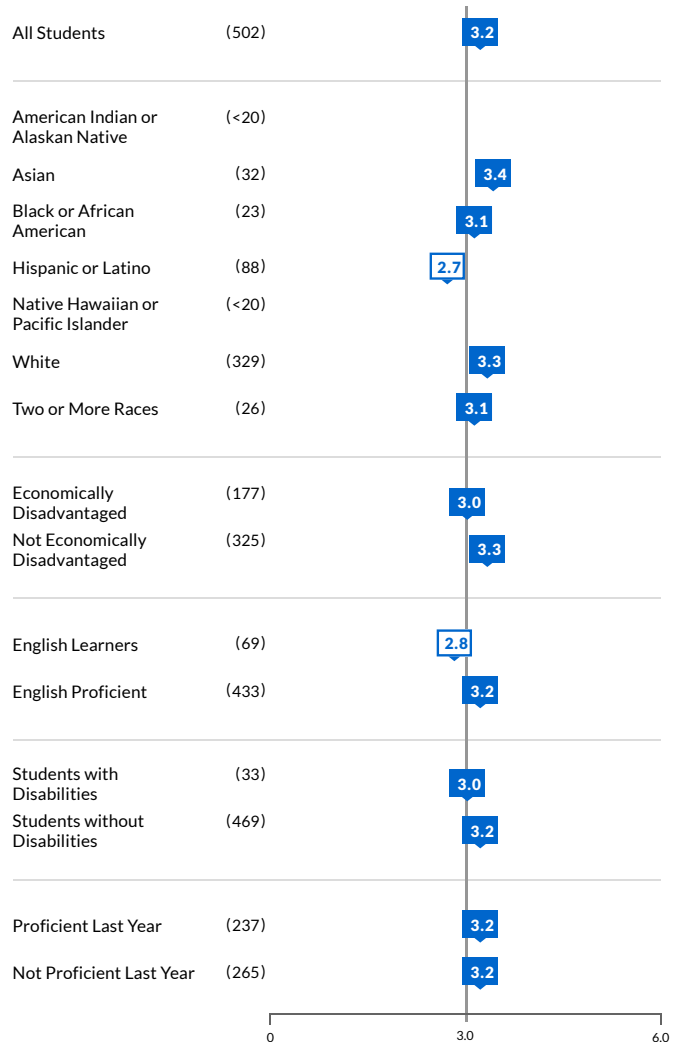 All Students (502) 3.2
American Indian or (<20)
Alaskan Native
Asian (32) 3.4
Black or African (23) 3.1
American
Hispanic or Latino (88) 2.7
Native Hawaiian or (<20)
Pacific Islander
White (329) 3.3
Two or More Races (26) 3.1
Economically (177) 3.0
Disadvantaged
Not Economically (325) 3.3
Disadvantaged
English Learners (69) 2.8
English Proficient (433) 3.2
Students with (33) 3.0
Disabilities
Students without (469) 3.2
Disabilities
Proficient Last Year (237) 3.2
Not Proficient Last Year (265) 3.2
0 3.0 6.0